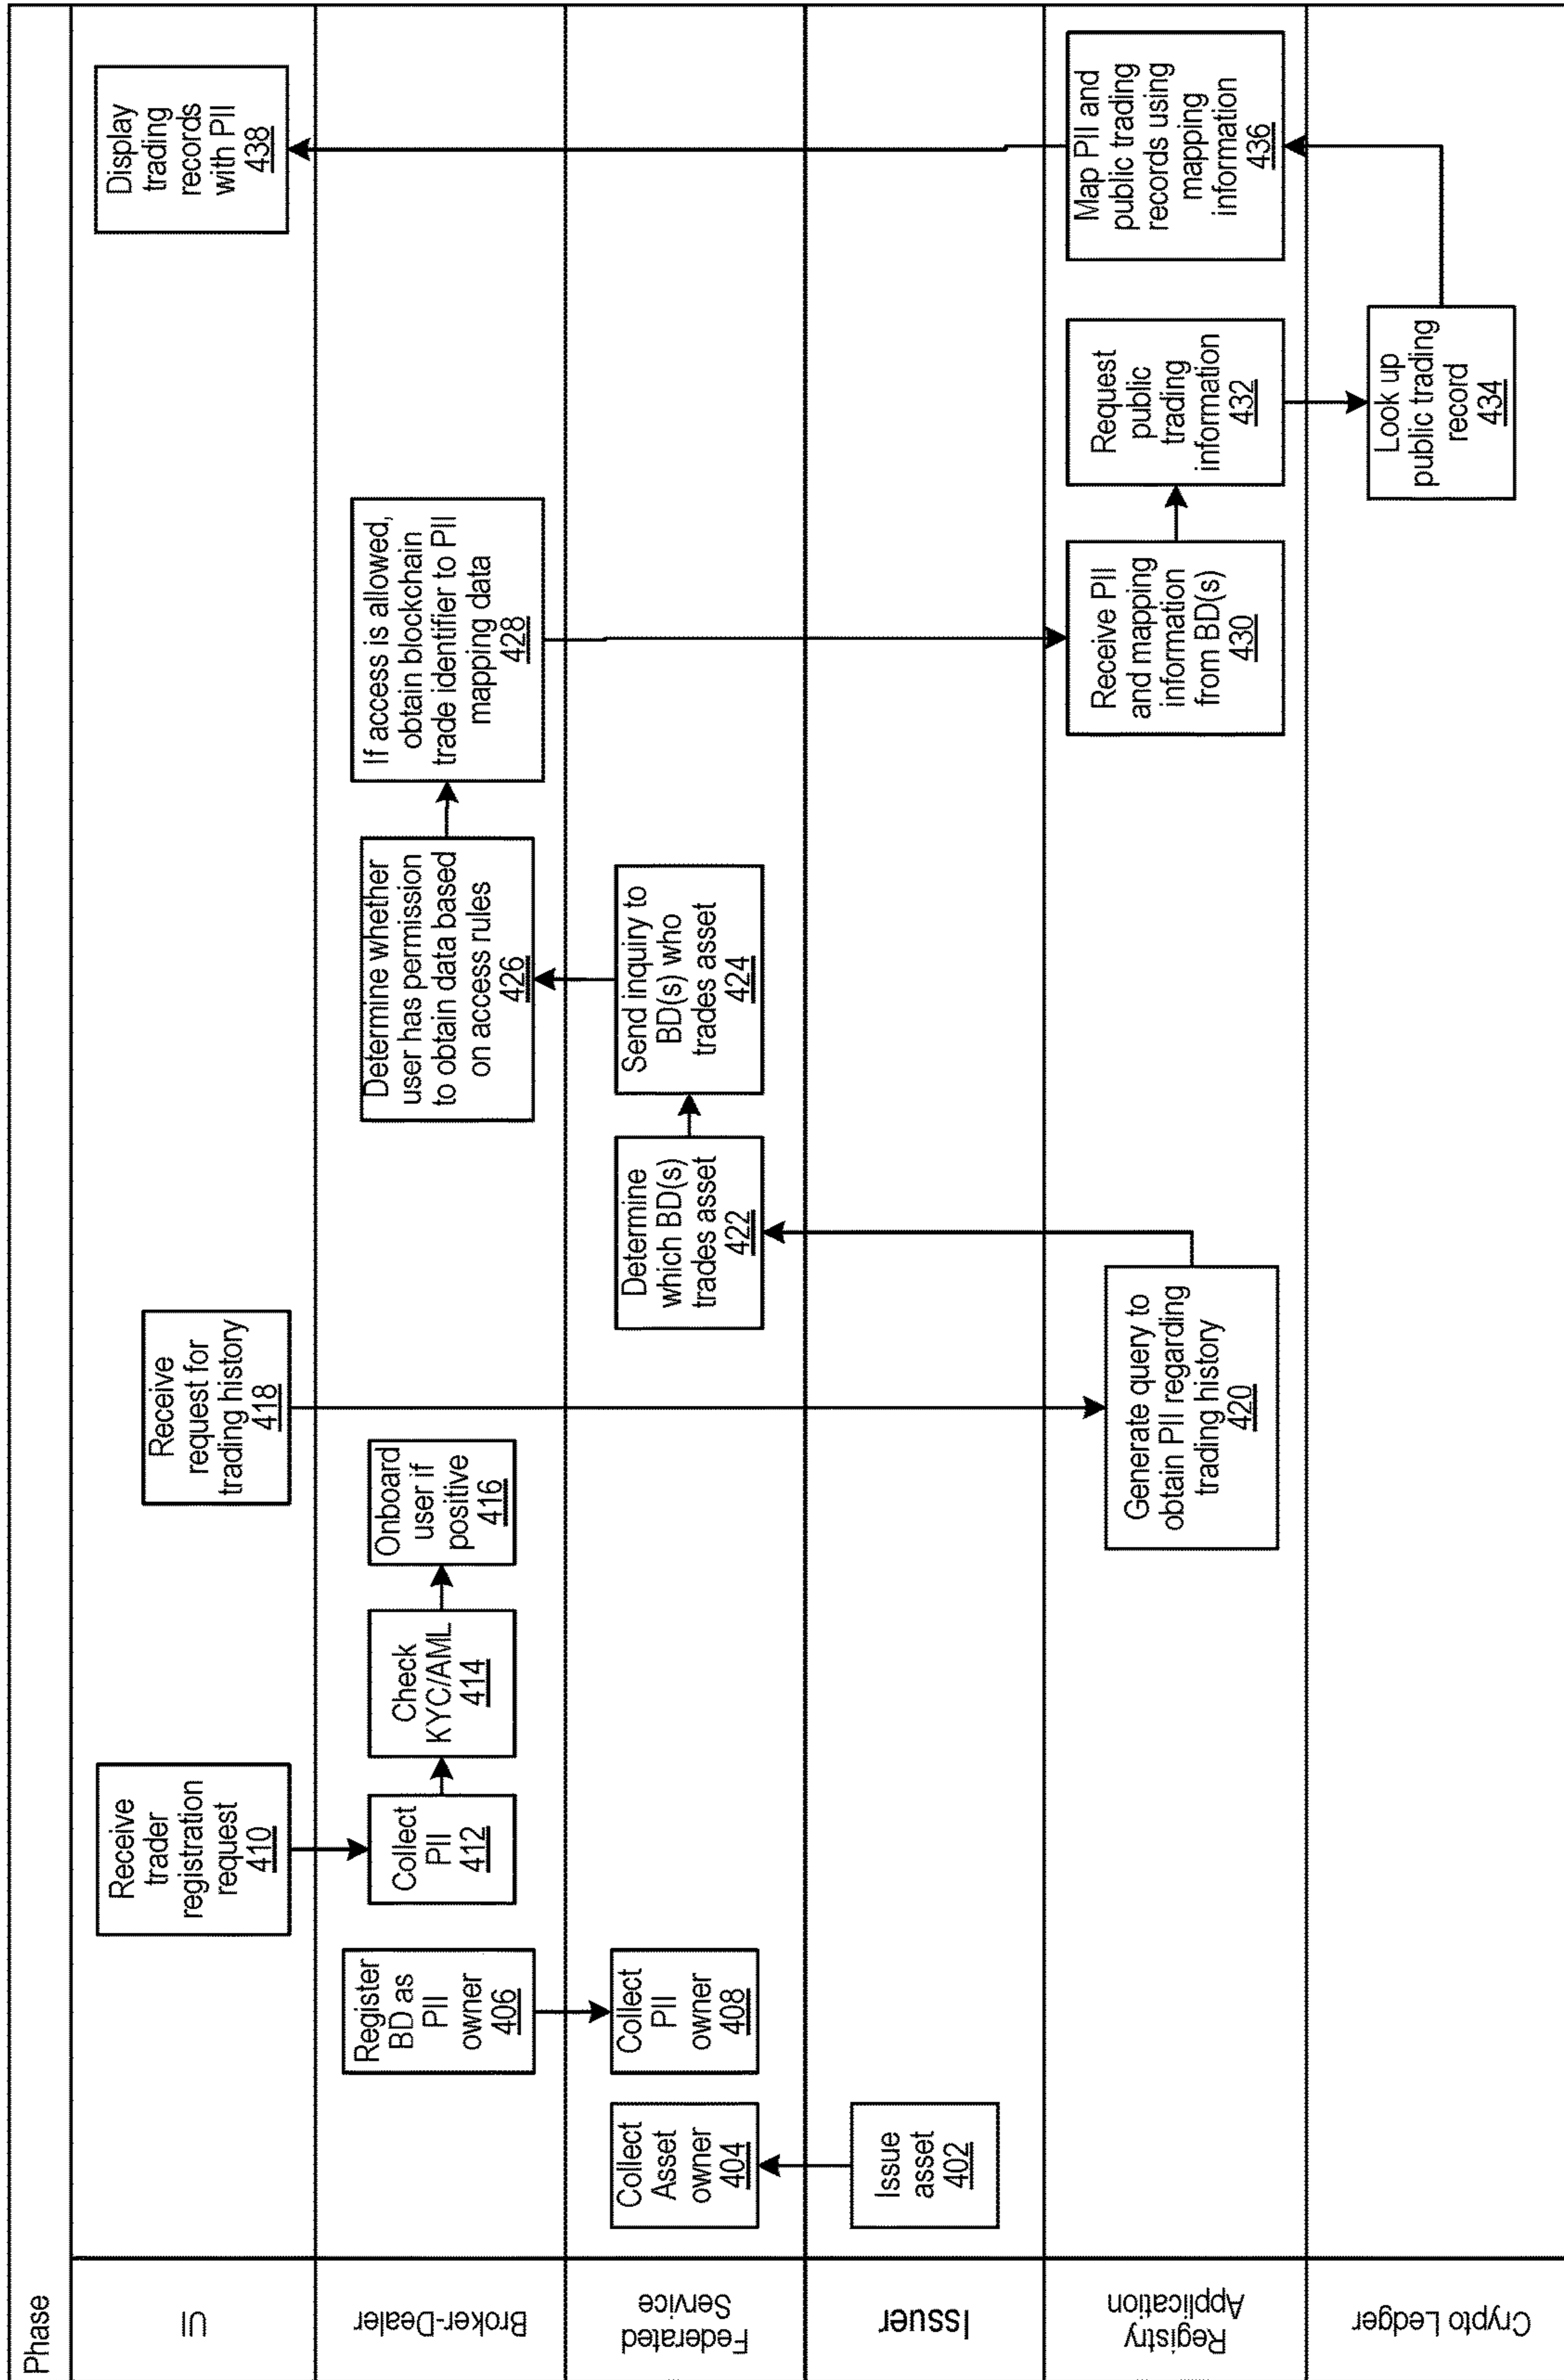 Phase
UI
Receive
trader
registration
request
410
Receive
request for
trading history
418
Display
trading
records
with PII
438
Broker-Dealer
Register
BD as
PII
owner
406
Collect
PII
412
Check
KYC/AML
414
Onboard
user if
positive
416
Determine whether
user has permission
to obtain data based
on access rules
426
If access is allowed,
obtain blockchain
trade identifier to PII
mapping data
428
Federated
Service
Collect
Asset
owner
404
Collect
PII
owner
408
Determine
which BD(s)
trades asset
422
Send inquiry to
BD(s) who
trades asset
424
Issuer
Issue
asset
402
Registry
Application
Generate query to
obtain PII regarding
trading history
420
Receive PII
and mapping
information
from BD(s)
430
Request
public
trading
information
432
Map PII and
public trading
records using
mapping
information
436
Crypto Ledger
Look up
public trading
record
434